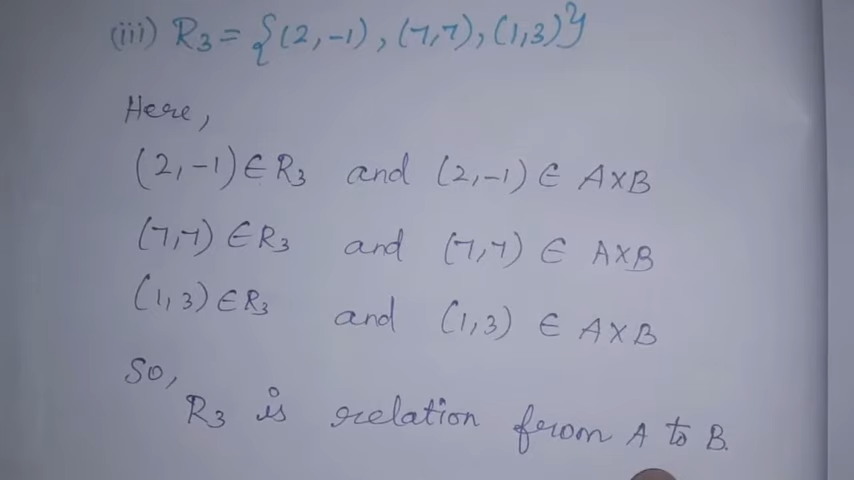 (iii) R₃ = {(2,-1), (7,7), (1,3)}
Here,
(2,-1) ∈ R₃ and (2,-1) ∈ A×B
(7,7) ∈ R₃ and (7,7) ∈ A×B
(1,3) ∈ R₃ and (1,3) ∈ A×B
So,
R₃ is relation from A to B.